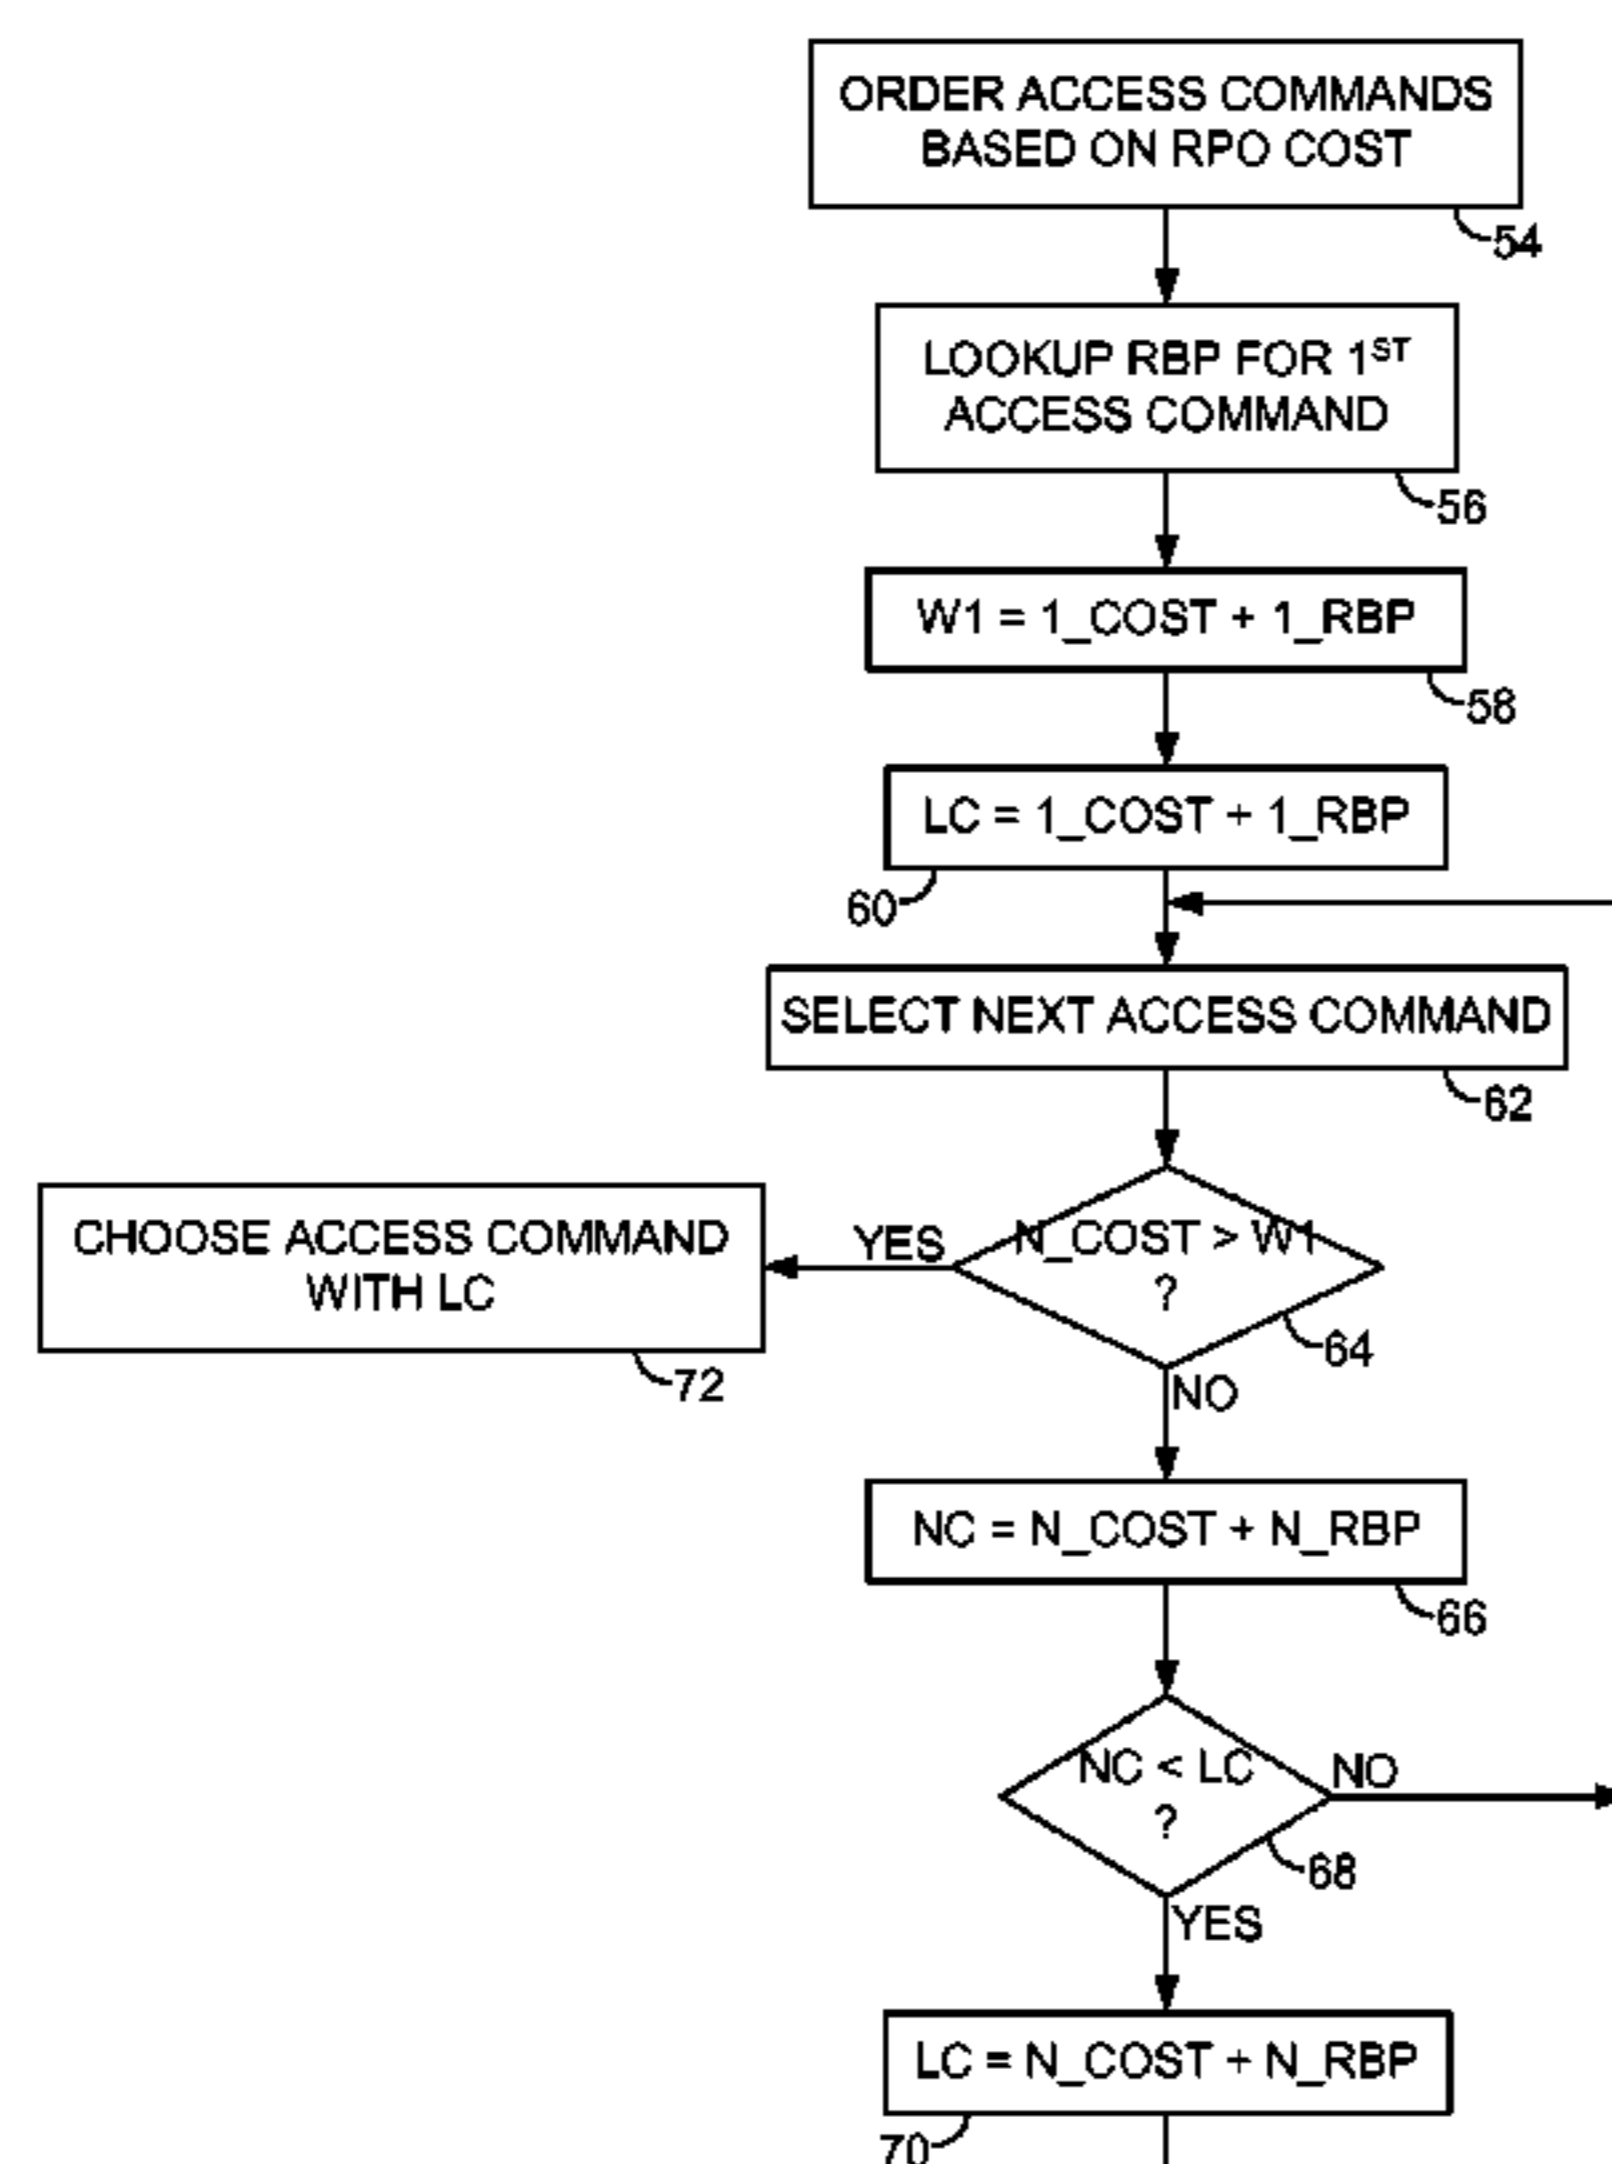 ORDER ACCESS COMMANDS
BASED ON RPO COST
54
LOOKUP RBP FOR 1ST
ACCESS COMMAND
56
W1 = 1_COST + 1_RBP
58
LC = 1_COST + 1_RBP
60
SELECT NEXT ACCESS COMMAND
62
N_COST > W1
?
64
YES
CHOOSE ACCESS COMMAND
WITH LC
72
NO
NC = N_COST + N_RBP
66
NC < LC
?
68
NO
YES
LC = N_COST + N_RBP
70